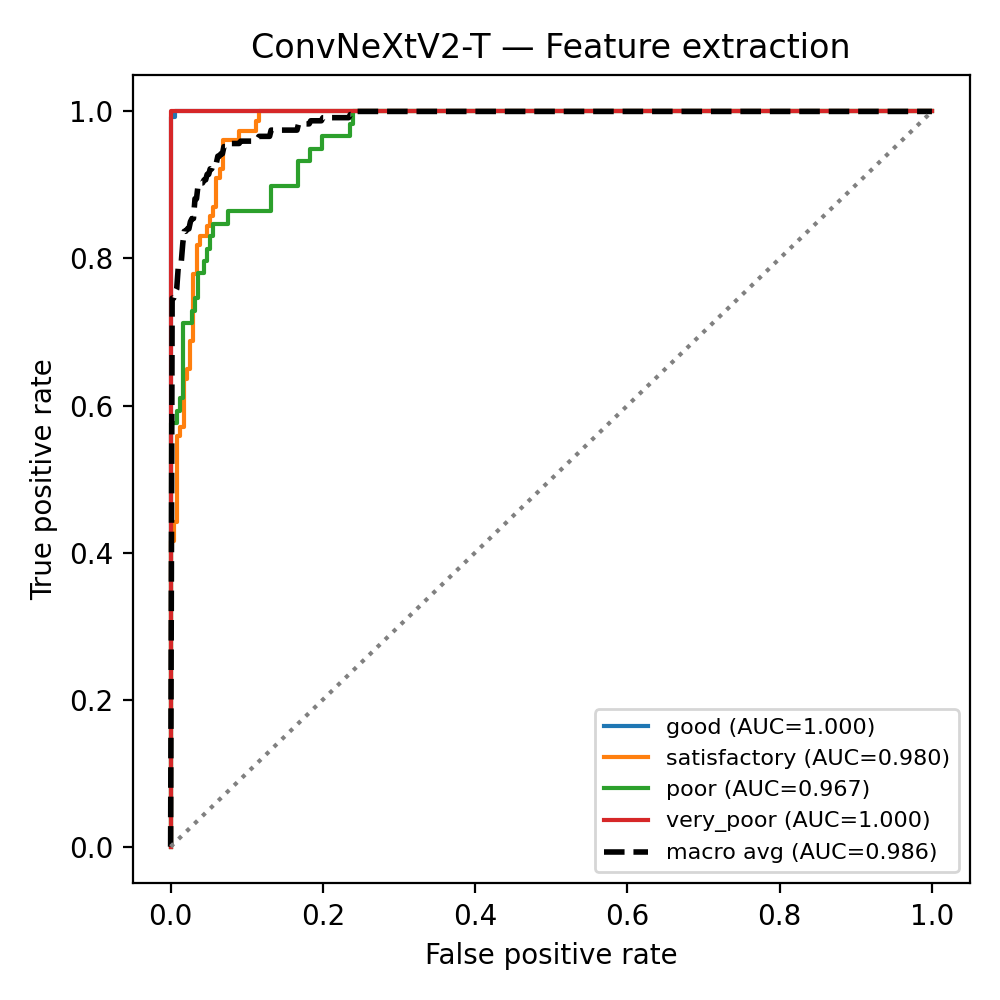 ConvNeXtV2-T — Feature extraction
True positive rate
1.0
0.8
0.6
0.4
0.2
0.0
0.0 0.2 0.4 0.6 0.8 1.0
False positive rate
good (AUC=1.000)
satisfactory (AUC=0.980)
poor (AUC=0.967)
very_poor (AUC=1.000)
macro avg (AUC=0.986)